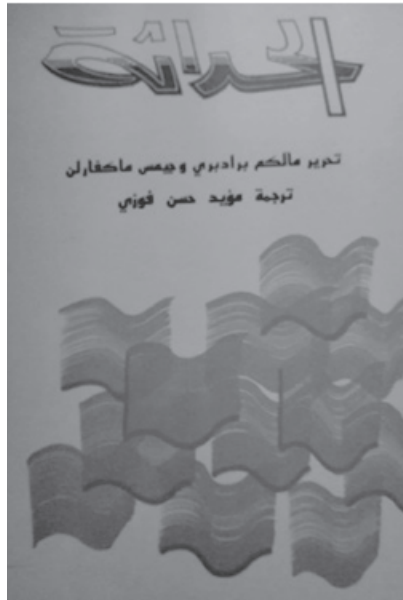 الحداثة
تحرير مالكم برادبري وجيمس ماكفارلن
ترجمة مؤيد حسن فوزي